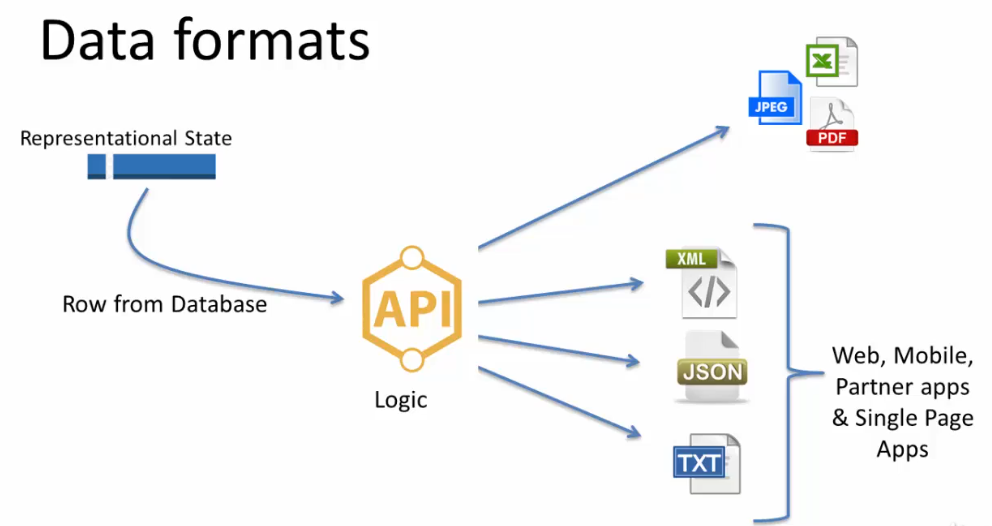 Data formats
Representational State
Row from Database
API
Logic
JPEG
PDF
XML
</>
JSON
TXT
Web, Mobile,
Partner apps
& Single Page
Apps